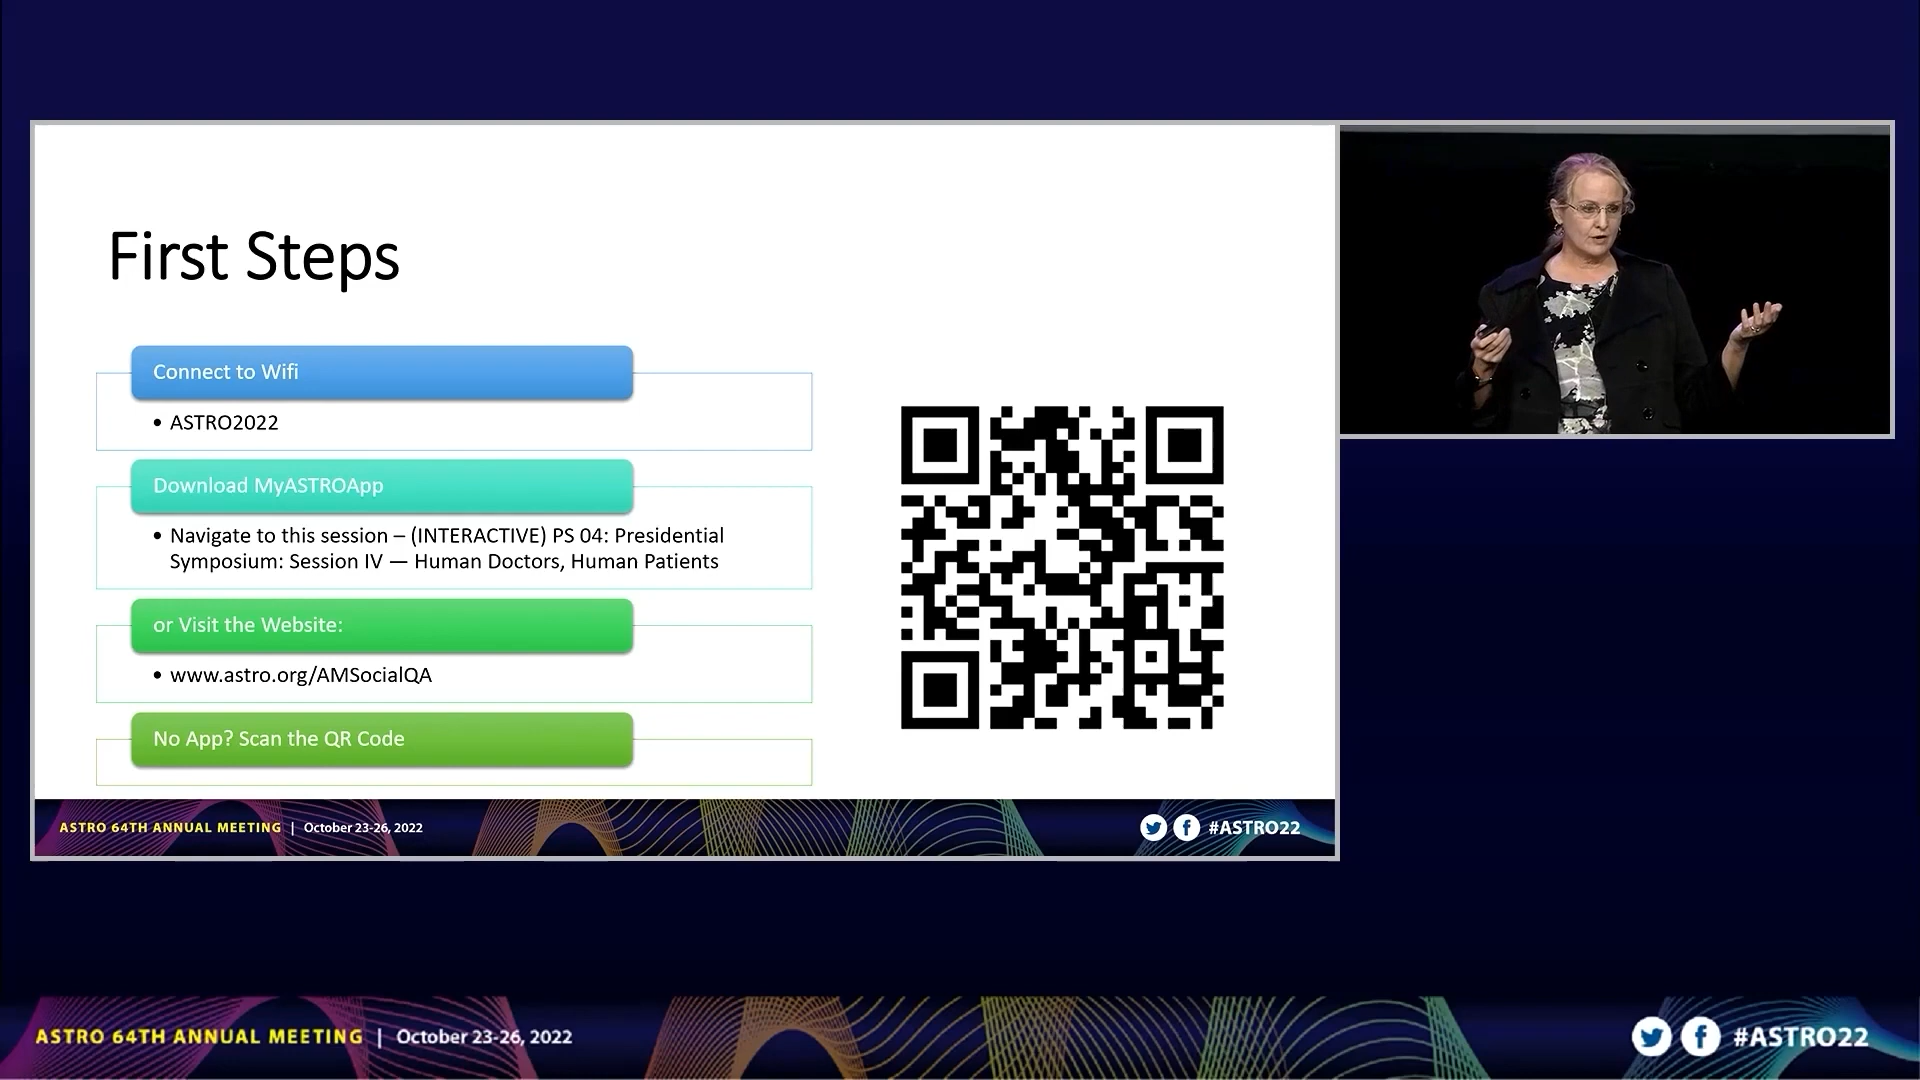 First Steps
Connect to Wifi
• ASTRO2022
Download MyASTROApp
• Navigate to this session – (INTERACTIVE) PS 04: Presidential
Symposium: Session IV — Human Doctors, Human Patients
or Visit the Website:
• www.astro.org/AMSocialQA
No App? Scan the QR Code
ASTRO 64TH ANNUAL MEETING | October 23-26, 2022
#ASTRO22
ASTRO 64TH ANNUAL MEETING | October 23-26, 2022
#ASTRO22